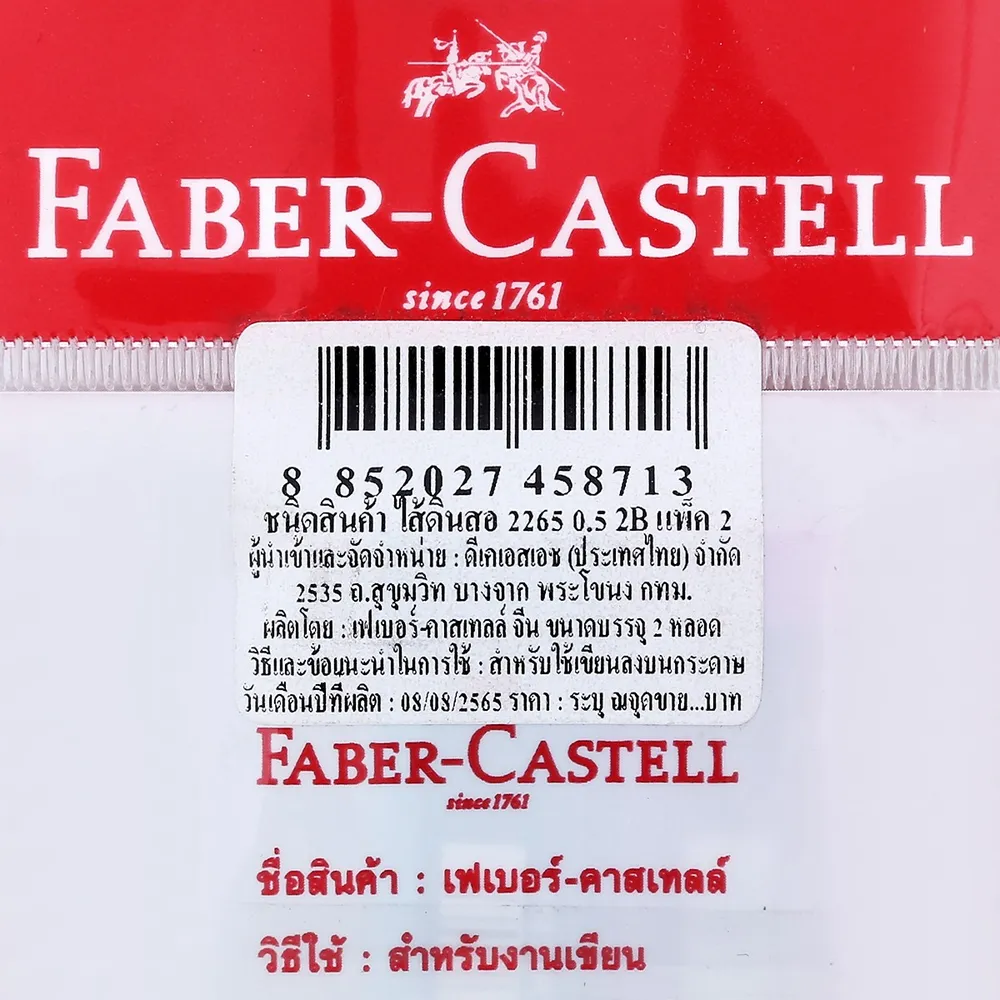 FABER-CASTELL
since 1761
8 852027 458713
ชนิดสินค้า ไส้ดินสอ 2265 0.5 2B แพ็ค 2
ผู้นำเข้าและจัดจำหน่าย : ดีเคเอสเอช (ประเทศไทย) จำกัด
2535 ถ.สุขุมวิท บางจาก พระโขนง กทม.
ผลิตโดย : เฟเบอร์-คาสเทลล์ จีน ขนาดบรรจุ 2 หลอด
วิธีและข้อแนะนำในการใช้ : สำหรับใช้เขียนลงบนกระดาษ
วันเดือนปีที่ผลิต : 08/08/2565 ราคา : ระบุ ณจุดขาย...บาท
FABER-CASTELL
since 1761
ชื่อสินค้า : เฟเบอร์-คาสเทลล์
วิธีใช้ : สำหรับงานเขียน